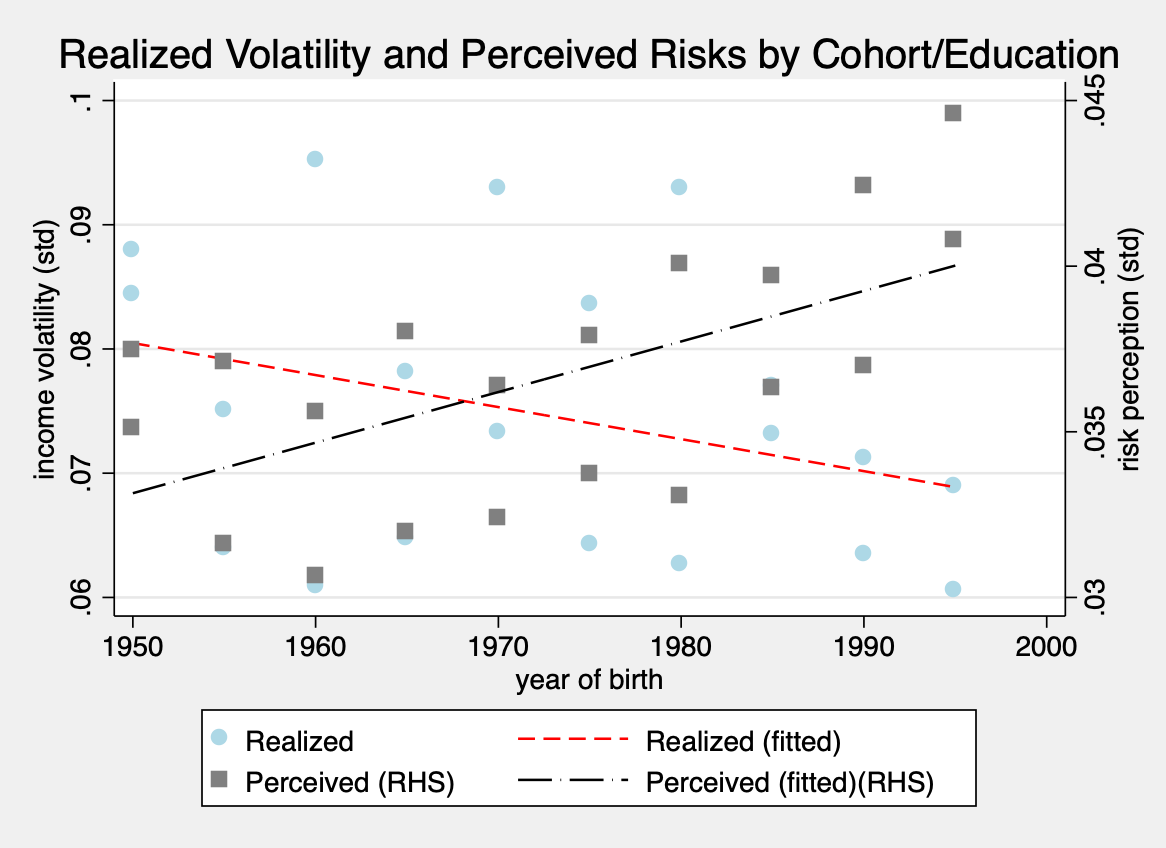 Realized Volatility and Perceived Risks by Cohort/Education
income volatility (std)
.1
.09
.08
.07
.06
.045
.04
.035
.03
risk perception (std)
1950 1960 1970 1980 1990 2000
year of birth
Realized Realized (fitted)
Perceived (RHS) Perceived (fitted)(RHS)